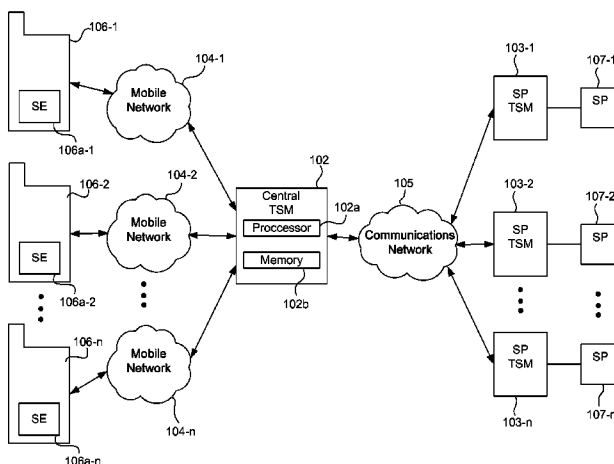 106-1
SE
106a-1
Mobile
Network
104-1
106-2
SE
106a-2
Mobile
Network
104-2
106-n
SE
106a-n
Mobile
Network
104-n
102
Central
TSM
102a
Proccessor
Memory
102b
105
Communications
Network
103-1
SP
TSM
107-1
SP
103-2
SP
TSM
107-2
SP
SP
TSM
103-n
SP
107-n